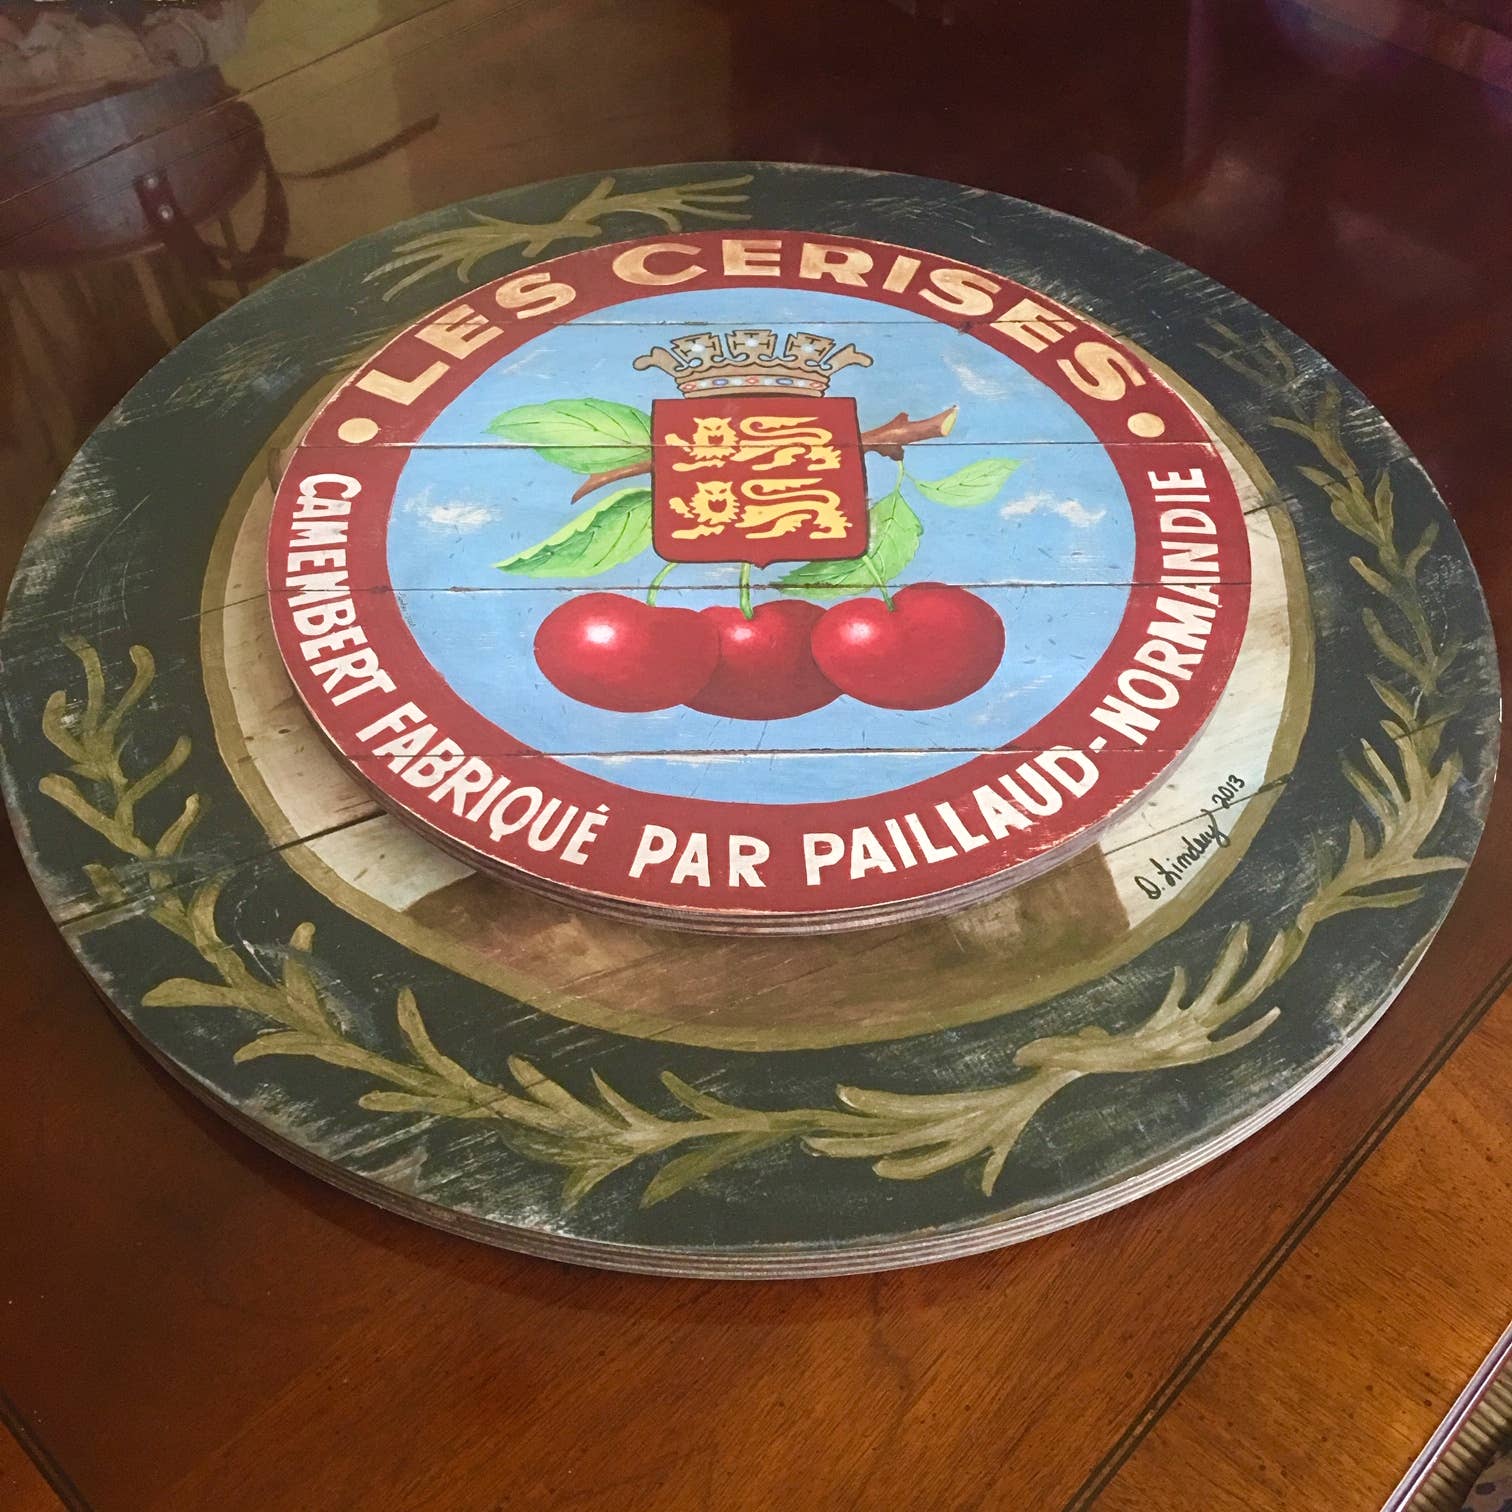 • LES CERISES •
CAMEMBERT FABRIQUÉ PAR PAILLAUD-NORMANDIE
D. Lindsey 2013